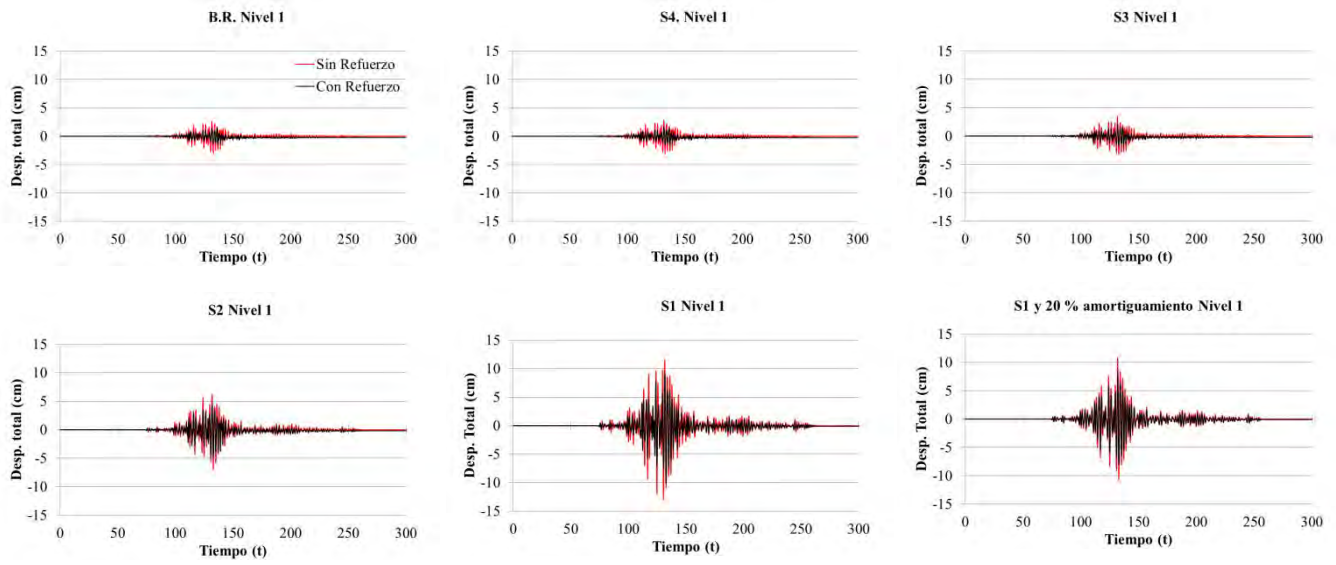 B.R. Nivel 1
15
10
5
0
-5
-10
-15
Desp. total (cm)
Sin Refuerzo
Con Refuerzo
0 50 100 150 200 250 300
Tiempo (t)
S4. Nivel 1
15
10
5
0
-5
-10
-15
Desp. total (cm)
0 50 100 150 200 250 300
Tiempo (t)
S3 Nivel 1
15
10
5
0
-5
-10
-15
Desp. total (cm)
0 50 100 150 200 250 300
Tiempo (t)
S2 Nivel 1
15
10
5
0
-5
-10
-15
Desp. total (cm)
0 50 100 150 200 250 300
Tiempo (t)
S1 Nivel 1
15
10
5
0
-5
-10
-15
Desp. Total (cm)
0 50 100 150 200 250 300
Tiempo (t)
S1 y 20 % amortiguamiento Nivel 1
15
10
5
0
-5
-10
-15
Desp. Total (cm)
0 50 100 150 200 250 300
Tiempo (t)